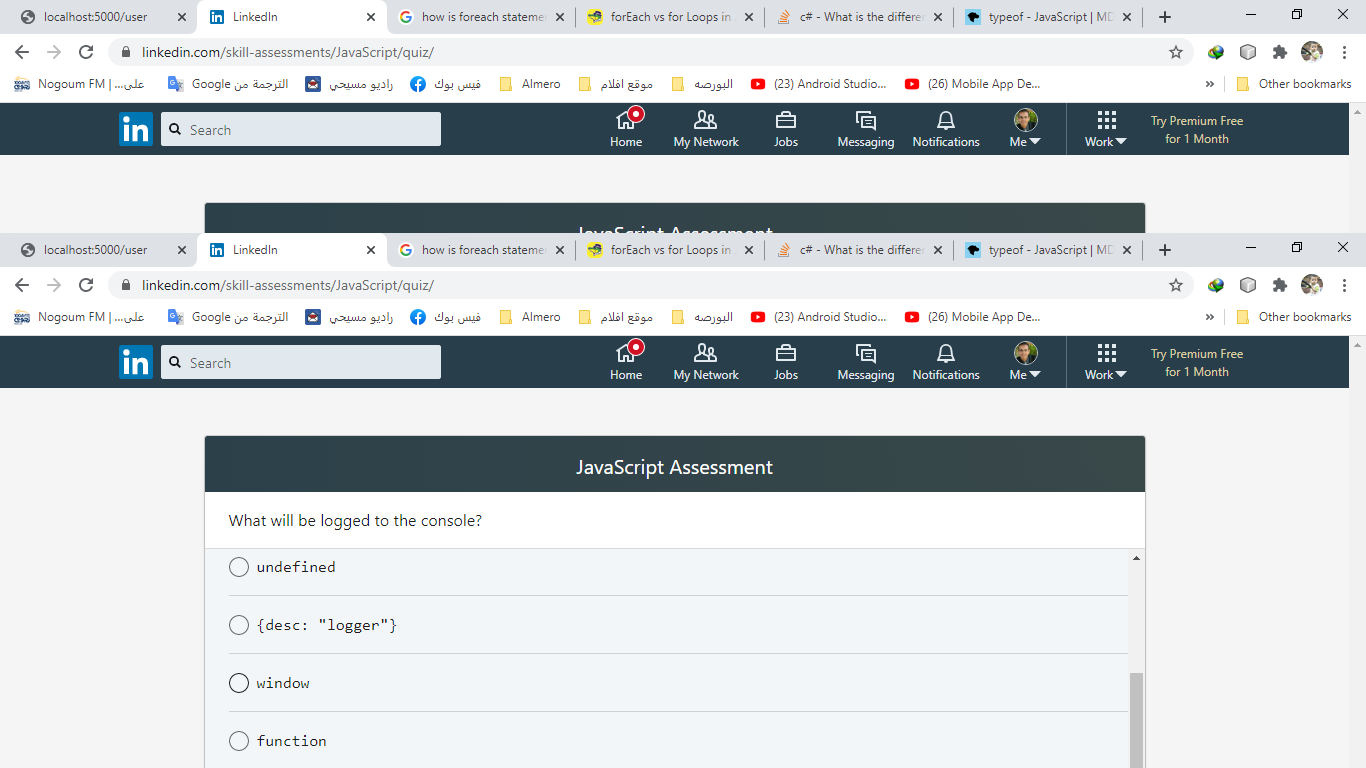 localhost:5000/user LinkedIn how is foreach stateme forEach vs for Loops in c# - What is the differe typeof - JavaScript | MD
linkedin.com/skill-assessments/JavaScript/quiz/
Nogoum FM | ...على Google الترجمة من راديو مسيحي فيس بوك Almero موقع افلام البورصه (23) Android Studio... (26) Mobile App De... » Other bookmarks
in Search Home My Network Jobs Messaging Notifications Me Work Try Premium Free
for 1 Month
JavaScript Assessment
localhost:5000/user LinkedIn how is foreach stateme forEach vs for Loops in c# - What is the differe typeof - JavaScript | MD
linkedin.com/skill-assessments/JavaScript/quiz/
Nogoum FM | ...على Google الترجمة من راديو مسيحي فيس بوك Almero موقع افلام البورصه (23) Android Studio... (26) Mobile App De... » Other bookmarks
in Search Home My Network Jobs Messaging Notifications Me Work Try Premium Free
for 1 Month
JavaScript Assessment
What will be logged to the console?
undefined
{desc: "logger"}
window
function